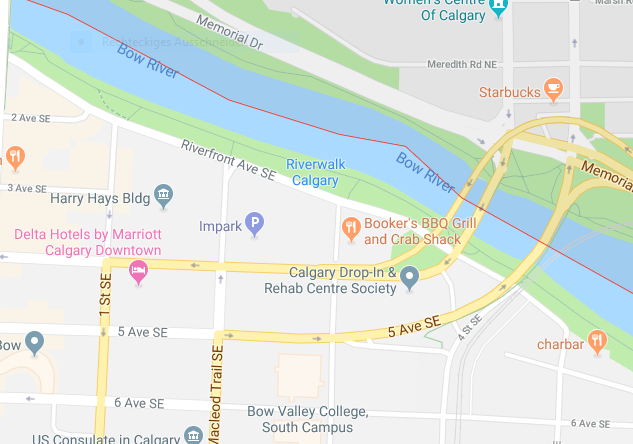 Women's Centre
Of Calgary
Marsh Rd
Memorial Dr
Rechteckiges Ausschneiden
Bow River
Meredith Rd NE
Starbucks
2 Ave SE
Riverfront Ave SE
Riverwalk
Calgary
Bow River
Memorial
3 Ave SE
Harry Hays Bldg
Impark
Booker's BBQ Grill
and Crab Shack
Delta Hotels by Marriott
Calgary Downtown
Calgary Drop-In &
Rehab Centre Society
1 St SE
5 Ave SE
5 Ave SE
4 St SE
charbar
Bow
Macleod Trail SE
6 Ave SE
6 Ave SE
Bow Valley College,
South Campus
US Consulate in Calgary